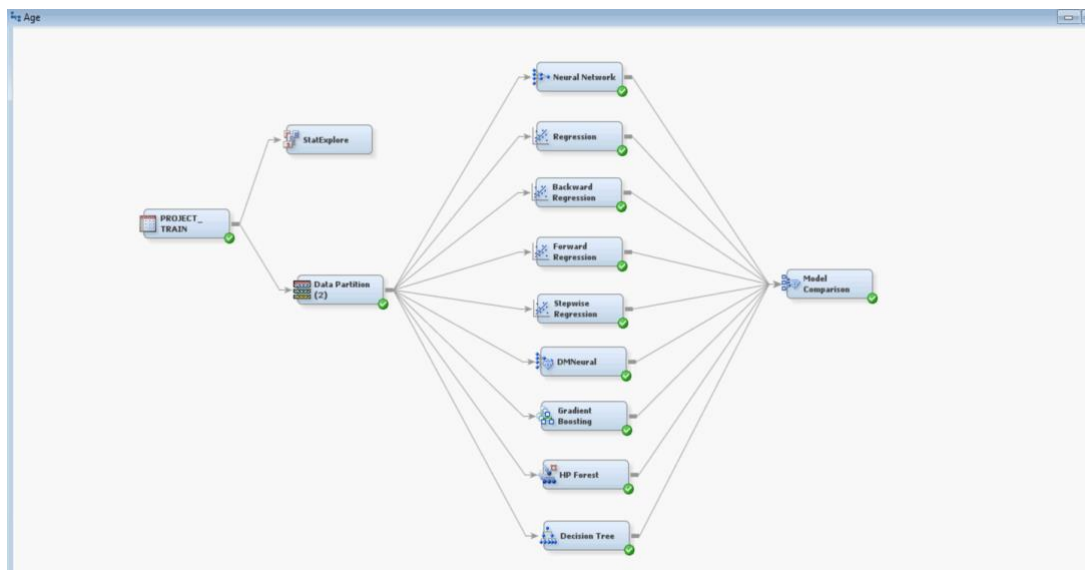 Age
Neural Network
StatExplore
Regression
Backward
Regression
PROJECT_
TRAIN
Forward
Regression
Data Partition
(2)
Model
Comparison
Stepwise
Regression
DMNeural
Gradient
Boosting
HP Forest
Decision Tree